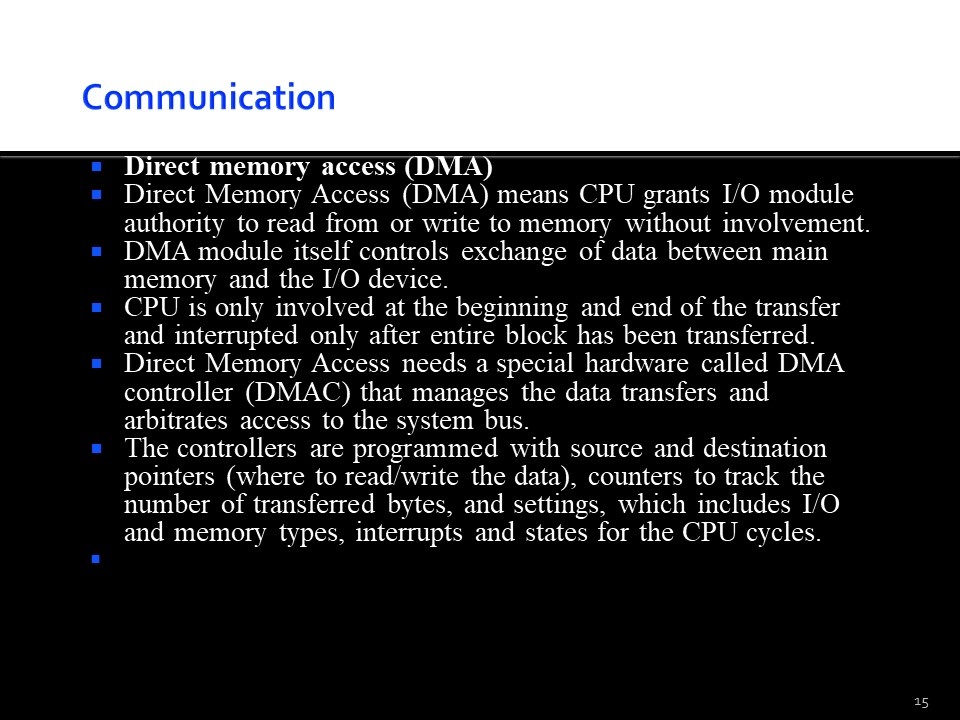 Communication
■ Direct memory access (DMA)
■ Direct Memory Access (DMA) means CPU grants I/O module
authority to read from or write to memory without involvement.
■ DMA module itself controls exchange of data between main
memory and the I/O device.
■ CPU is only involved at the beginning and end of the transfer
and interrupted only after entire block has been transferred.
■ Direct Memory Access needs a special hardware called DMA
controller (DMAC) that manages the data transfers and
arbitrates access to the system bus.
■ The controllers are programmed with source and destination
pointers (where to read/write the data), counters to track the
number of transferred bytes, and settings, which includes I/O
and memory types, interrupts and states for the CPU cycles.
■
15